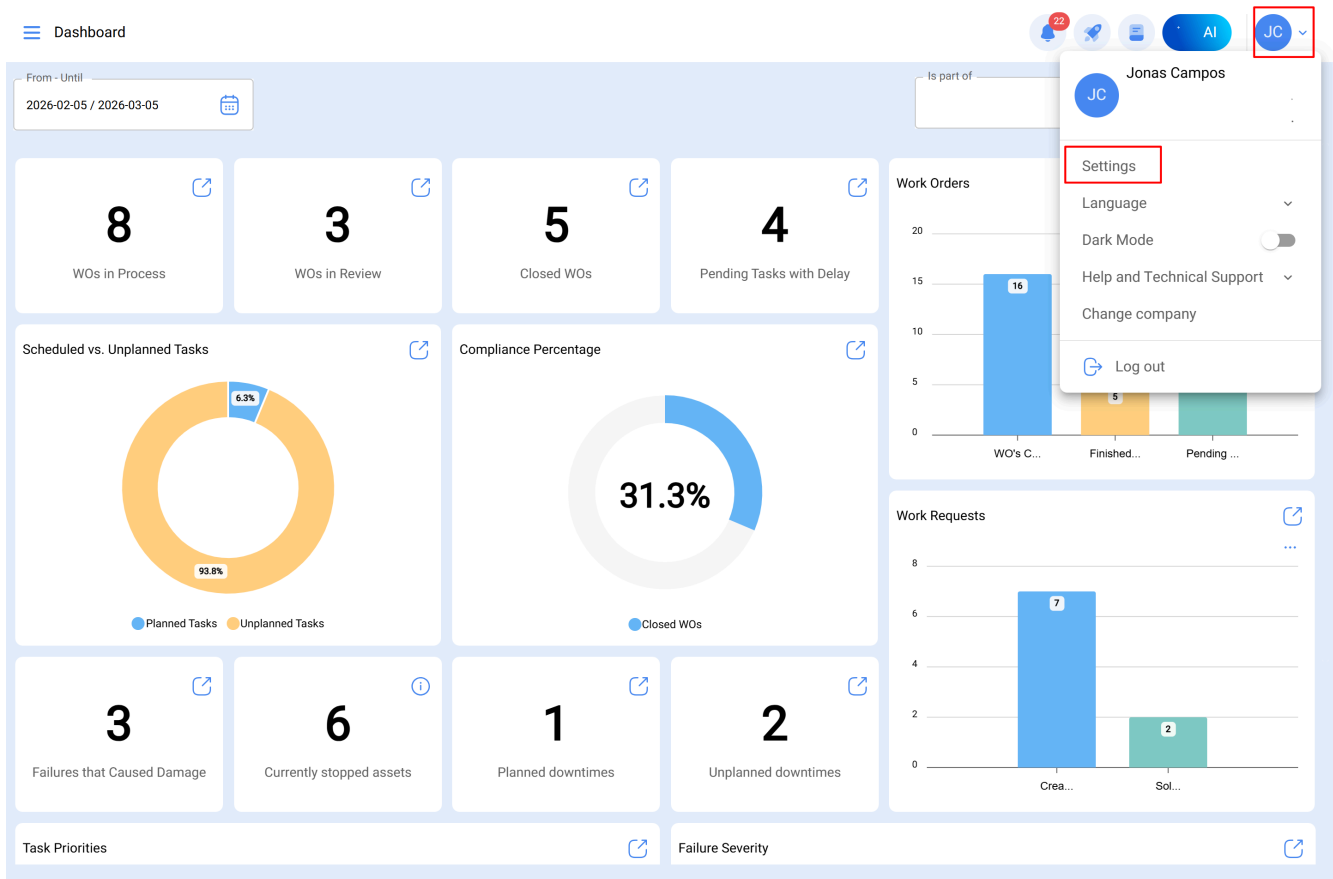 Dashboard
22
AI
JC
From - Until
2026-02-05 / 2026-03-05
Is part of
JC
Jonas Campos
Settings
Language
Dark Mode
Help and Technical Support
Change company
Log out
8
WOs in Process
3
WOs in Review
5
Closed WOs
4
Pending Tasks with Delay
Work Orders
20
15
10
5
0
16
5
WO's C...
Finished...
Pending ...
Scheduled vs. Unplanned Tasks
6.3%
93.8%
Planned Tasks
Unplanned Tasks
Compliance Percentage
31.3%
Closed WOs
Work Requests
...
8
6
4
2
0
7
2
Crea...
Sol...
3
Failures that Caused Damage
6
Currently stopped assets
1
Planned downtimes
2
Unplanned downtimes
Task Priorities
Failure Severity